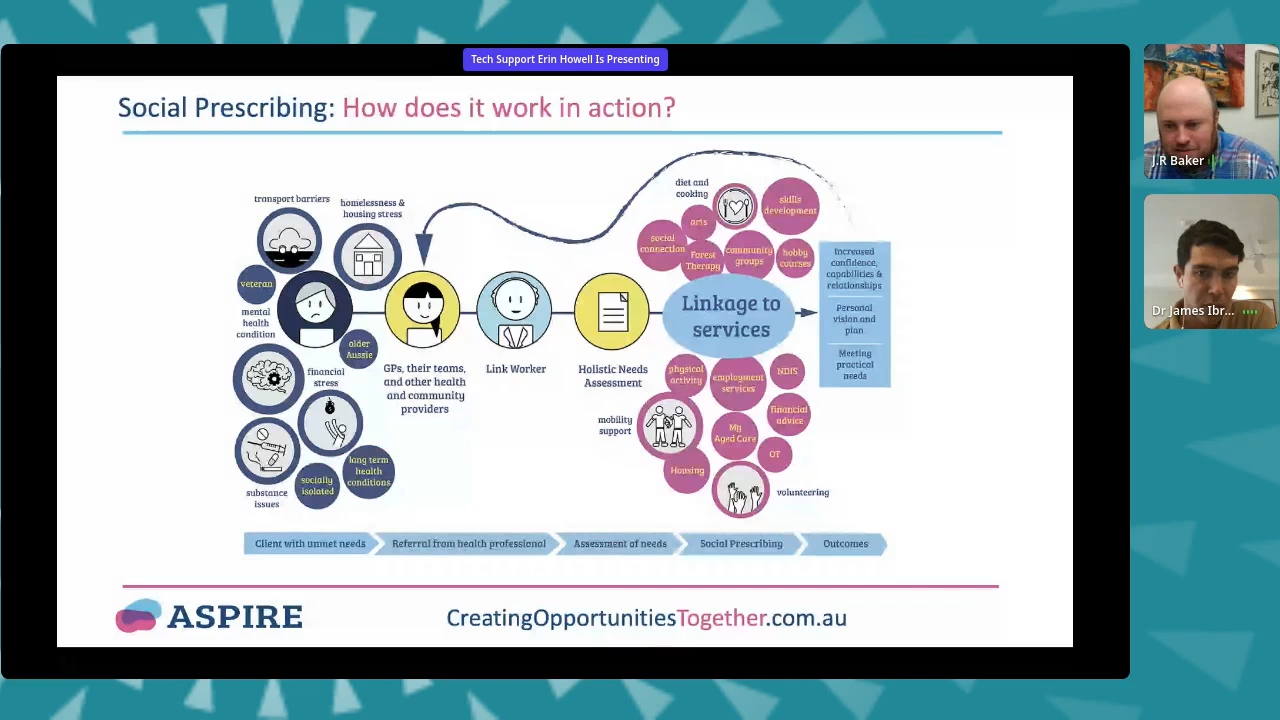 Tech Support Erin Howell Is Presenting
Social Prescribing: How does it work in action?
transport barriers
homelessness &
housing stress
veteran
mental
health
condition
older
Aussie
financial
stress
substance
issues
socially
isolated
long term
health
conditions
GPs, their teams,
and other health
and community
providers
Link Worker
Holistic Needs
Assessment
diet and
cooking
skills
development
arts
social
connection
Forest
Therapy
community
groups
hobby
courses
Linkage to
services
physical
activity
employment
services
NDIS
mobility
support
financial
advice
My
Aged Care
OT
Housing
volunteering
Increased
confidence,
capabilities &
relationships
Personal
vision and
plan
Meeting
practical
needs
Client with unmet needs
Referral from health professional
Assessment of needs
Social Prescribing
Outcomes
ASPIRE
CreatingOpportunitiesTogether.com.au
J.R Baker
Dr James Ibr...